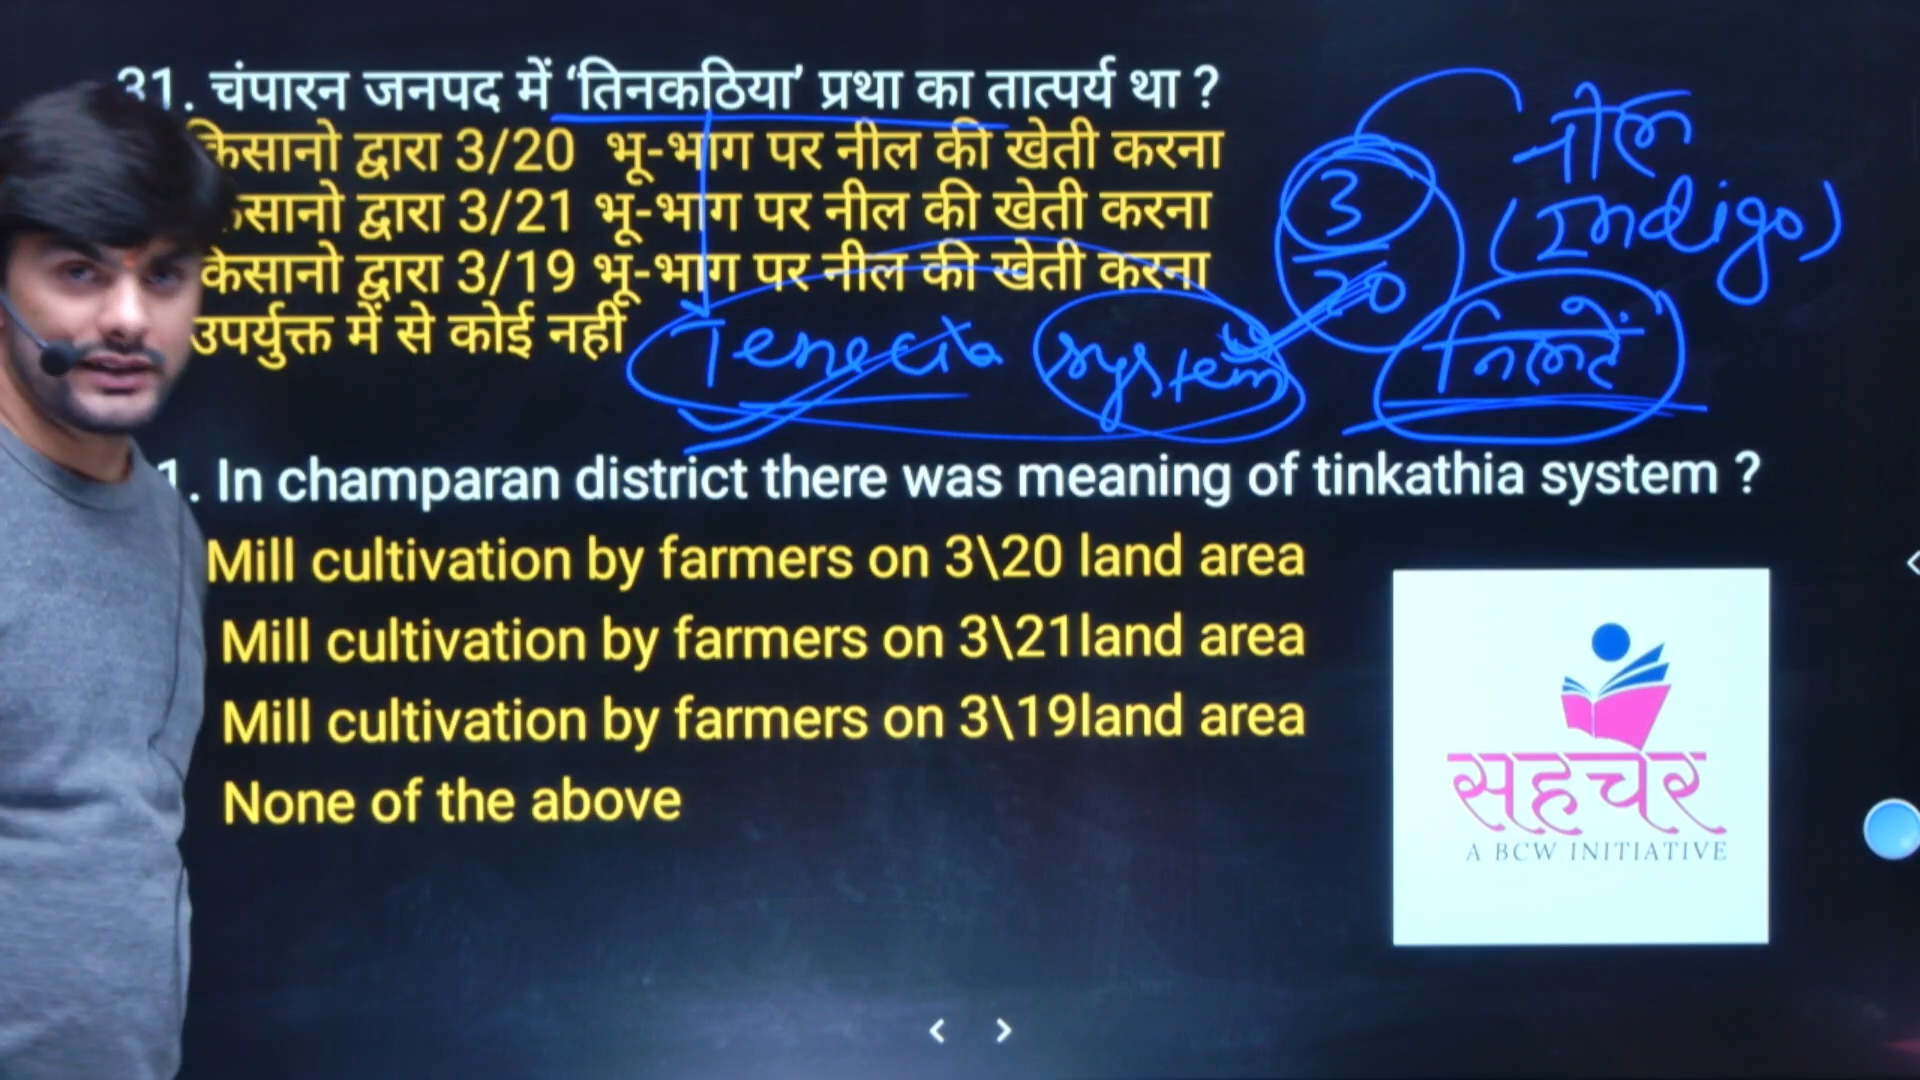 31. चंपारन जनपद में ‘तिनकठिया’ प्रथा का तात्पर्य था ?
किसानो द्वारा 3/20 भू-भाग पर नील की खेती करना
किसानो द्वारा 3/21 भू-भाग पर नील की खेती करना
किसानो द्वारा 3/19 भू-भाग पर नील की खेती करना
उपर्युक्त में से कोई नहीं
system
3
20
नील
(Indigo)
1. In champaran district there was meaning of tinkathia system ?
Mill cultivation by farmers on 3\20 land area
Mill cultivation by farmers on 3\21land area
Mill cultivation by farmers on 3\19land area
None of the above
सहचर
A BCW INITIATIVE